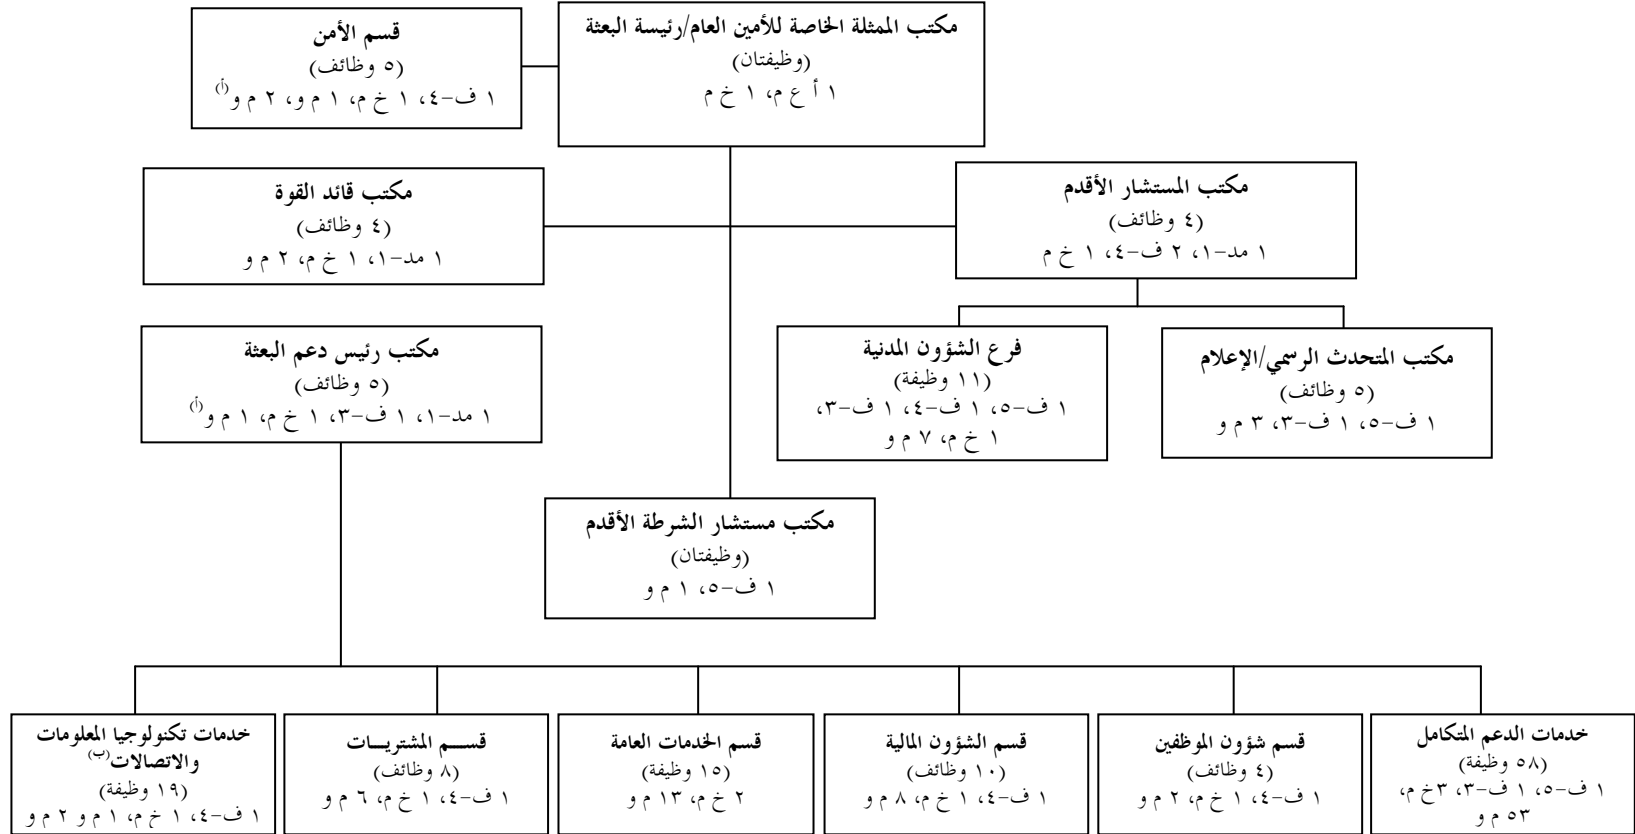 مكتب الممثلة الخاصة للأمين العام/رئيسة البعثة
(وظيفتان)
١ أ ع م، ١ خ م
قسم الأمن
(٥ وظائف)
١ ف-٤، ١ خ م، ١ م و، ٢ م و(أ)
مكتب المستشار الأقدم
(٤ وظائف)
١ مد-١، ٢ ف-٤، ١ خ م
مكتب قائد القوة
(٤ وظائف)
١ مد-١، ١ خ م، ٢ م و
مكتب المتحدث الرسمي/الإعلام
(٥ وظائف)
١ ف-٥، ١ ف-٣، ٣ م و
فرع الشؤون المدنية
(١١ وظيفة)
١ ف-٥، ١ ف-٤، ١ ف-٣،
١ خ م، ٧ م و
مكتب رئيس دعم البعثة
(٥ وظائف)
١ مد-١، ١ ف-٣، ١ خ م، ١ م و(أ)
مكتب مستشار الشرطة الأقدم
(وظيفتان)
١ ف-٥، ١ م و
خدمات الدعم المتكامل
(٥٨ وظيفة)
١ ف-٥، ١ ف-٣، ٣خ م،
٥٣ م و
قسم شؤون الموظفين
(٤ وظائف)
١ ف-٤، ١ خ م، ٢ م و
قسم الشؤون المالية
(١٠ وظائف)
١ ف-٤، ١ خ م، ٨ م و
قسم الخدمات العامة
(١٥ وظيفة)
٢ خ م، ١٣ م و
قســـم المشتريـــات
(٨ وظائف)
١ ف-٤، ١ خ م، ٦ م و
خدمات تكنولوجيا المعلومات
والاتصالات(ب)
(١٩ وظيفة)
١ ف-٤، ١ خ م، ١ م و ٢ م و